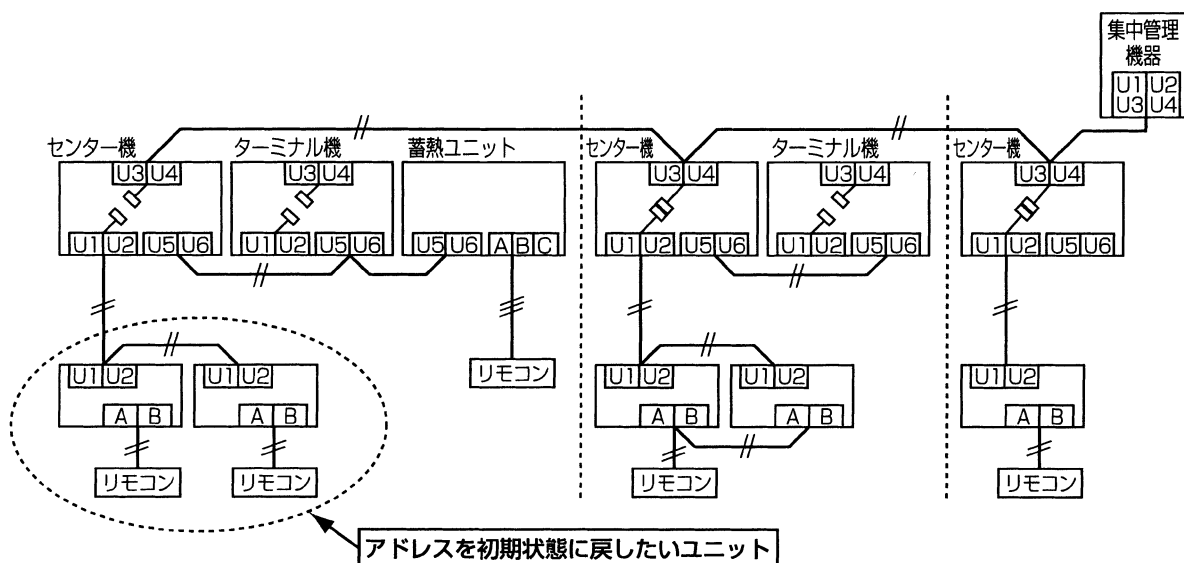 集中管理
機器
U1 U2
U3 U4
センター機
ターミナル機
蓄熱ユニット
センター機
ターミナル機
センター機
U3 U4
U3 U4
U3 U4
U3 U4
U3 U4
U1 U2 U5 U6
U1 U2 U5 U6
U5 U6 A B C
U1 U2 U5 U6
U1 U2 U5 U6
U1 U2 U5 U6
U1 U2
U1 U2
リモコン
U1 U2
U1 U2
U1 U2
A B
A B
A B
A B
A B
リモコン
リモコン
リモコン
リモコン
アドレスを初期状態に戻したいユニット